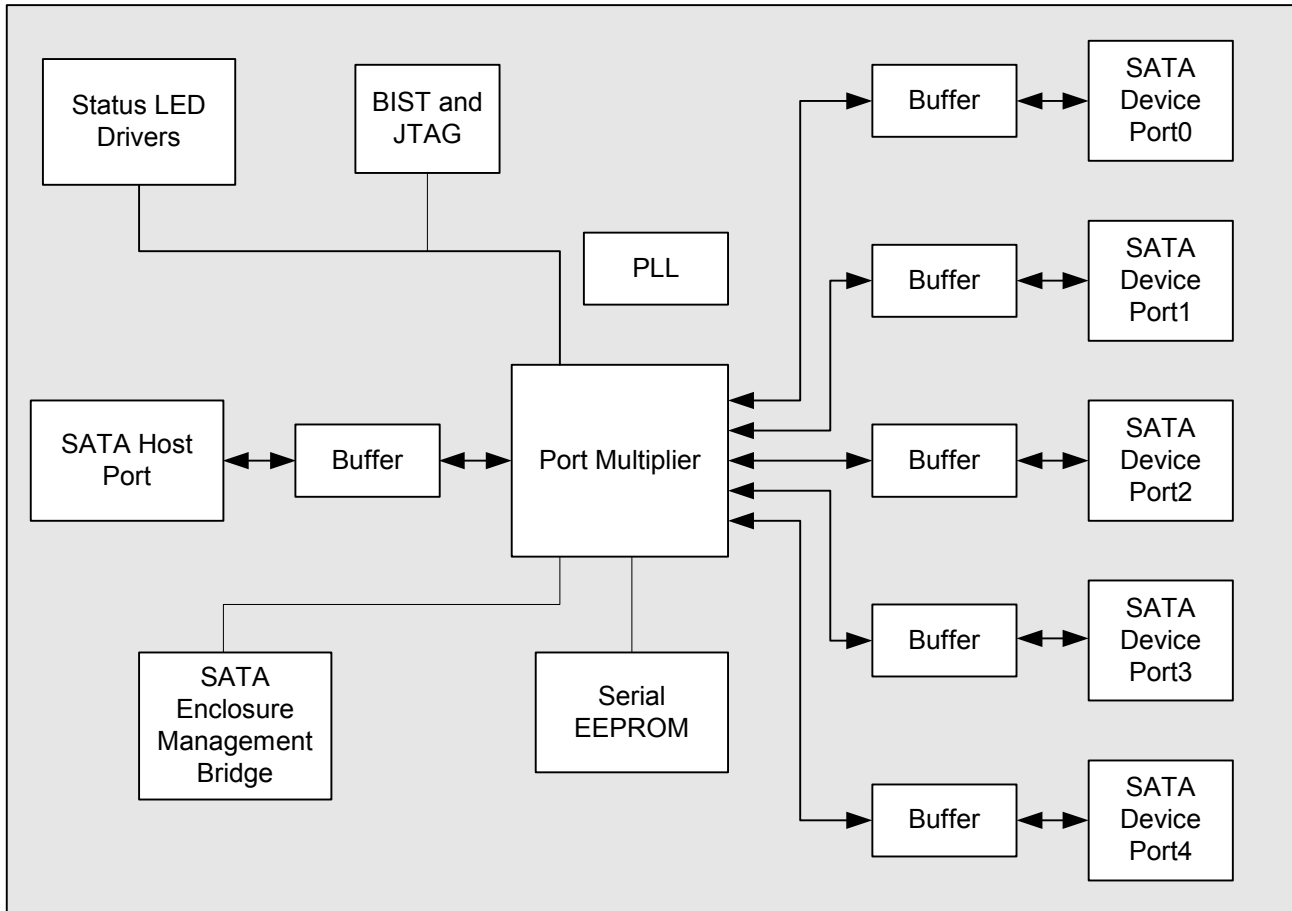 Status LED
Drivers
BIST and
JTAG
Buffer
SATA
Device
Port0
PLL
Buffer
SATA
Device
Port1
SATA Host
Port
Buffer
Port Multiplier
Buffer
SATA
Device
Port2
SATA
Enclosure
Management
Bridge
Serial
EEPROM
Buffer
SATA
Device
Port3
Buffer
SATA
Device
Port4